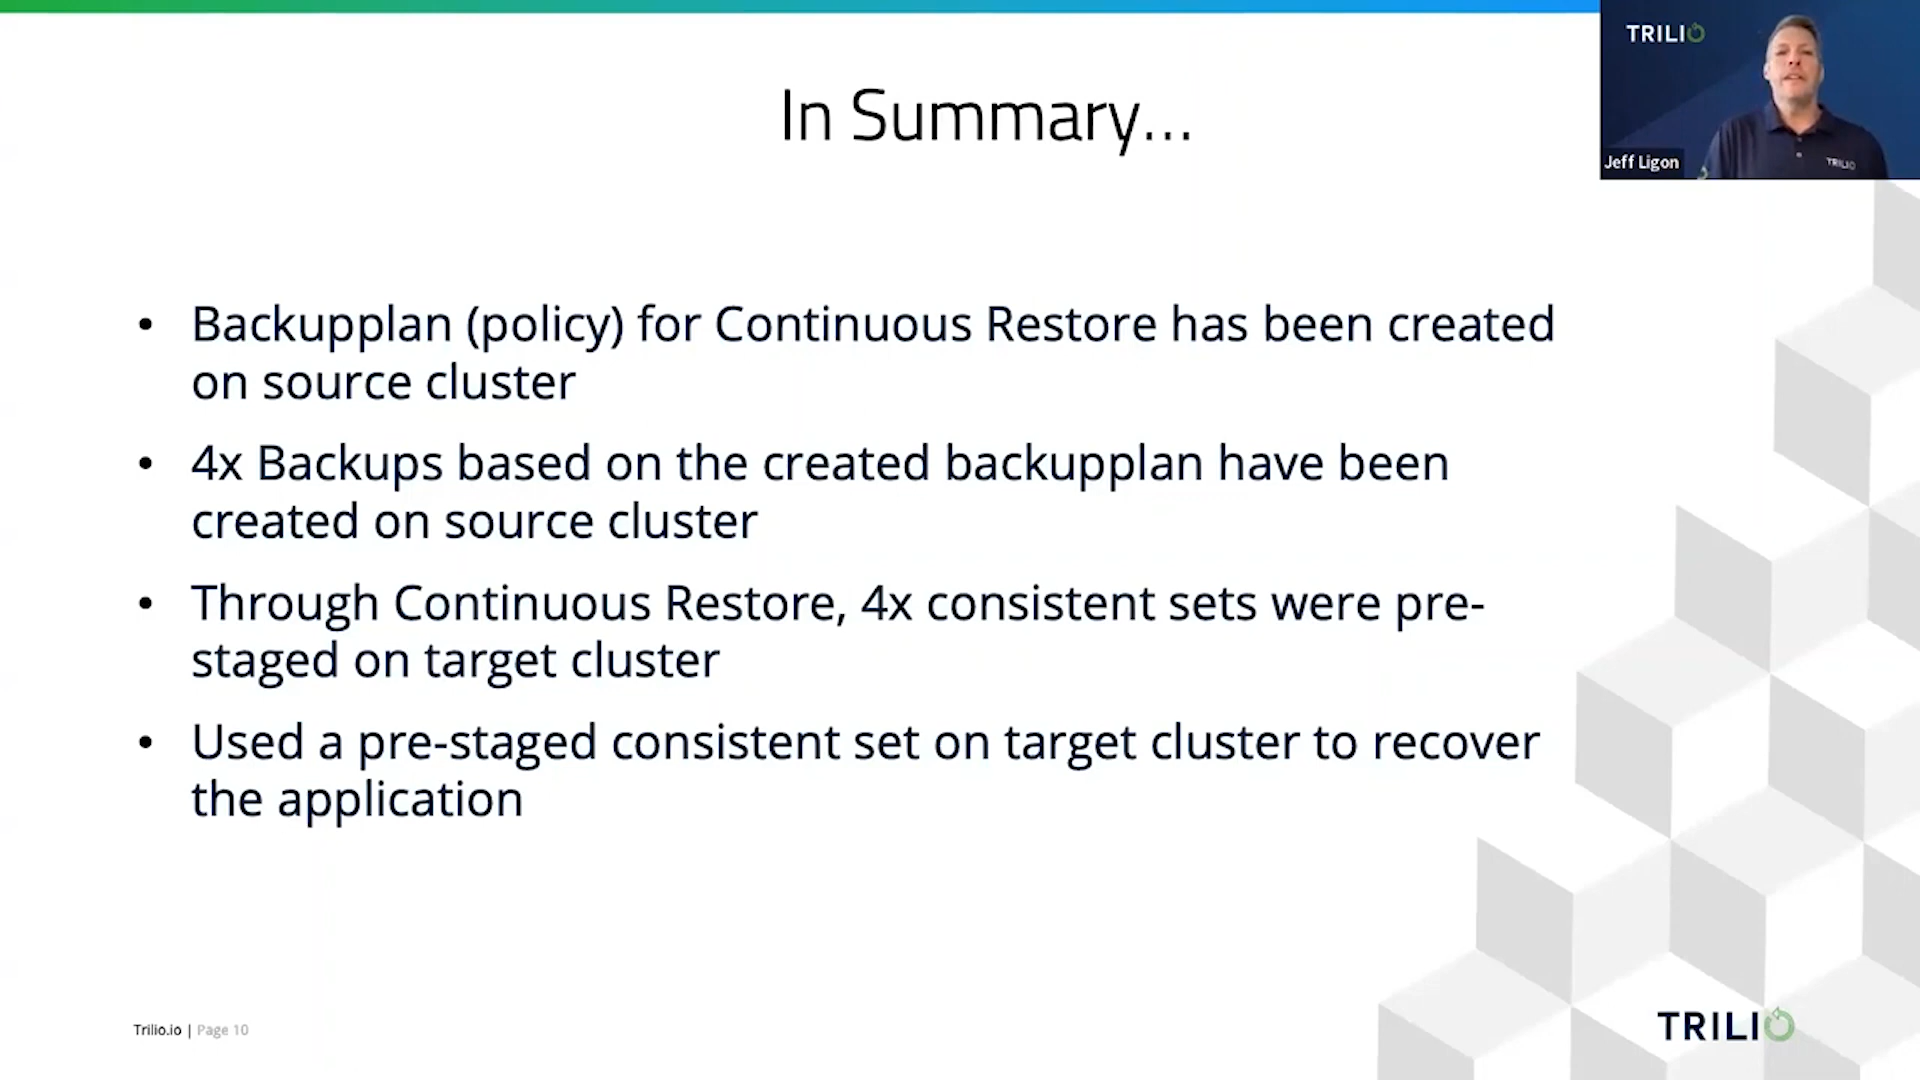 In Summary...
TRILIO
TRILIO
Jeff Ligon
• Backupplan (policy) for Continuous Restore has been created
on source cluster
• 4x Backups based on the created backupplan have been
created on source cluster
• Through Continuous Restore, 4x consistent sets were pre-
staged on target cluster
• Used a pre-staged consistent set on target cluster to recover
the application
Trilio.io | Page 10
TRILIO